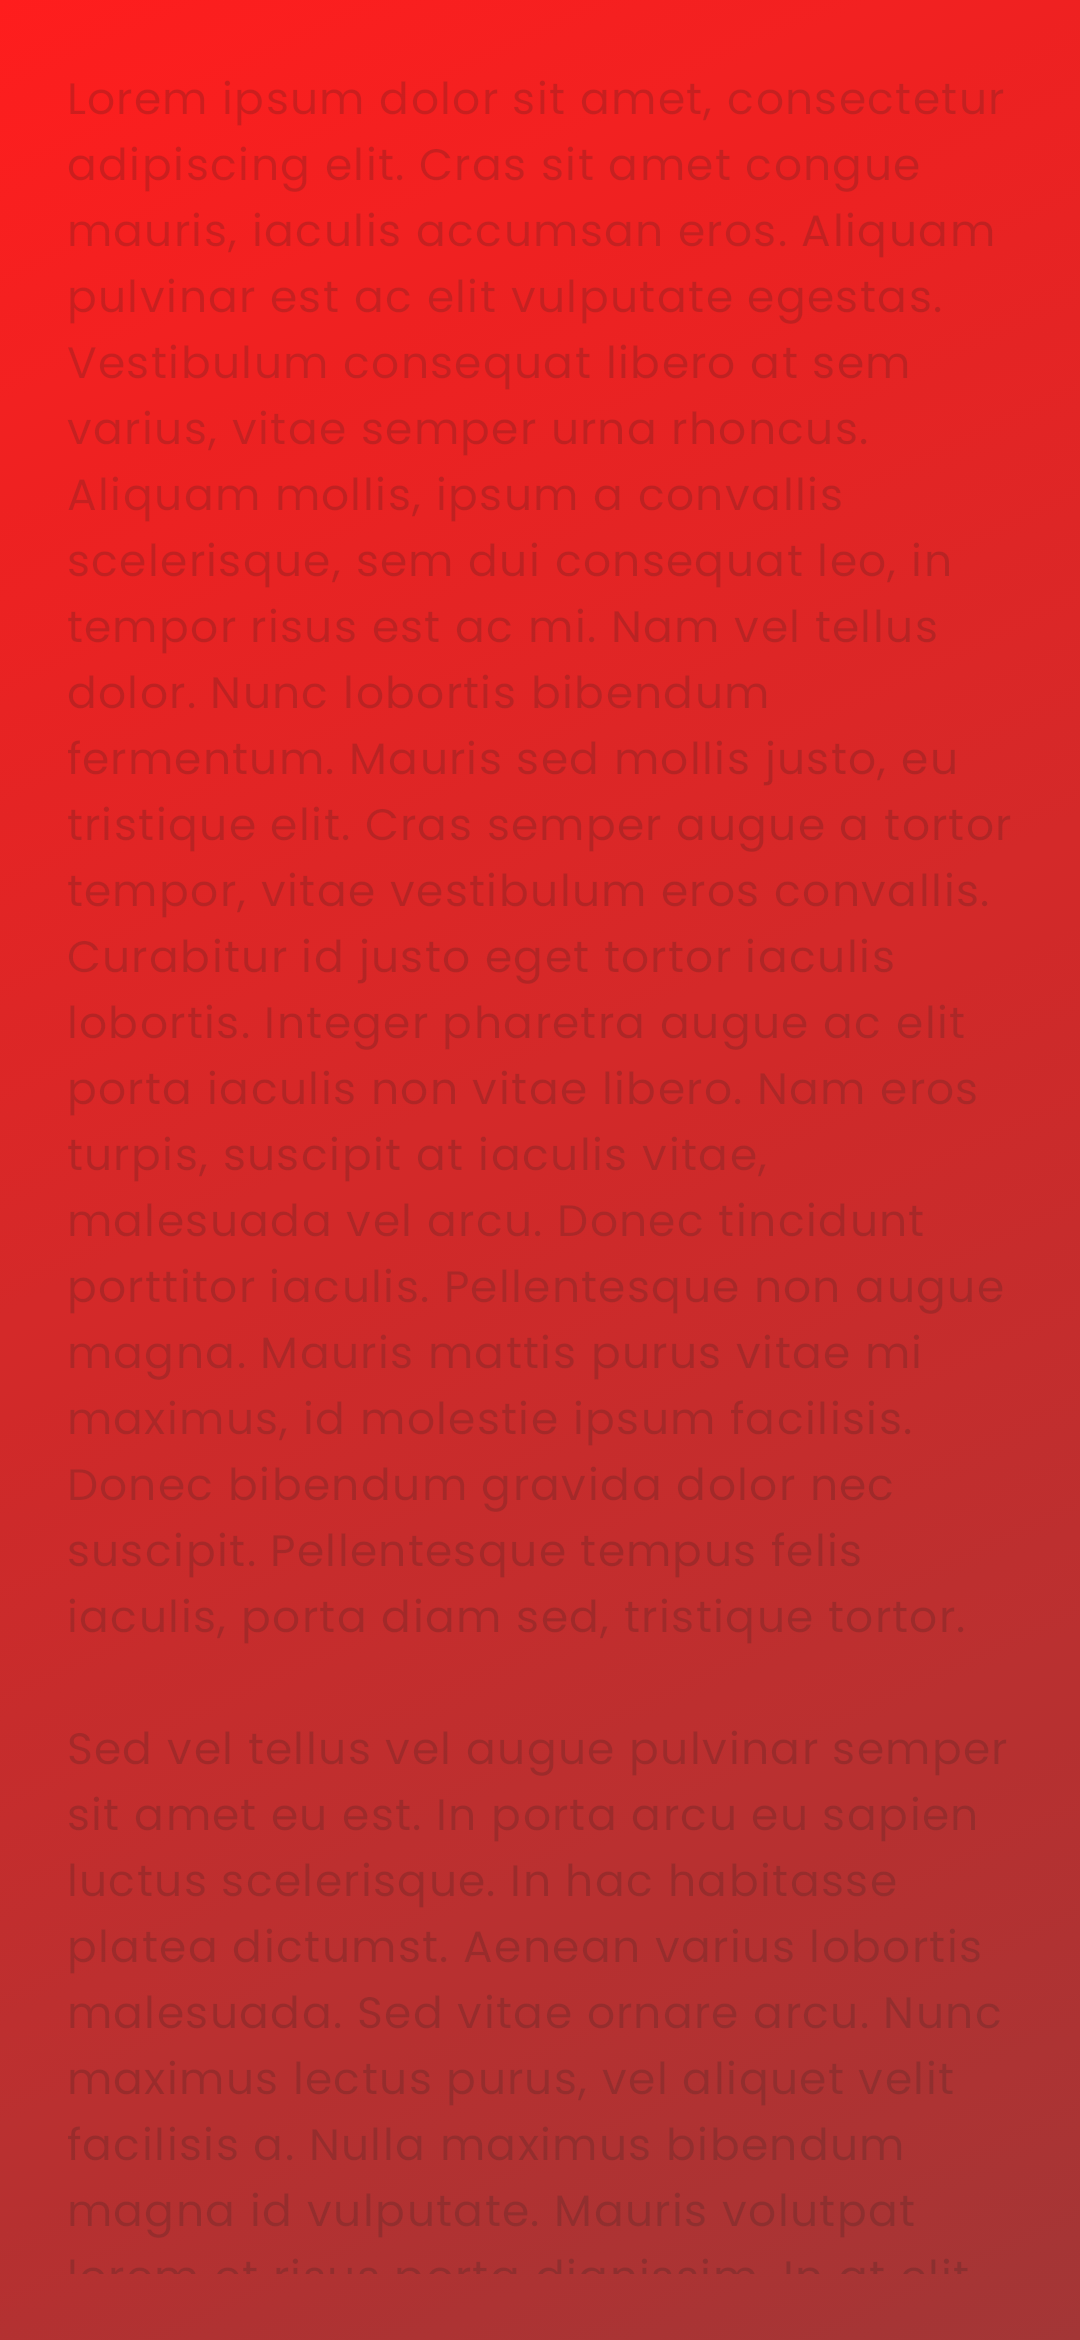 Lorem ipsum dolor sit amet, consectetur
adipiscing elit. Cras sit amet congue
mauris, iaculis accumsan eros. Aliquam
pulvinar est ac elit vulputate egestas.
Vestibulum consequat libero at sem
varius, vitae semper urna rhoncus.
Aliquam mollis, ipsum a convallis
scelerisque, sem dui consequat leo, in
tempor risus est ac mi. Nam vel tellus
dolor. Nunc lobortis bibendum
fermentum. Mauris sed mollis justo, eu
tristique elit. Cras semper augue a tortor
tempor, vitae vestibulum eros convallis.
Curabitur id justo eget tortor iaculis
lobortis. Integer pharetra augue ac elit
porta iaculis non vitae libero. Nam eros
turpis, suscipit at iaculis vitae,
malesuada vel arcu. Donec tincidunt
porttitor iaculis. Pellentesque non augue
magna. Mauris mattis purus vitae mi
maximus, id molestie ipsum facilisis.
Donec bibendum gravida dolor nec
suscipit. Pellentesque tempus felis
iaculis, porta diam sed, tristique tortor.
Sed vel tellus vel augue pulvinar semper
sit amet eu est. In porta arcu eu sapien
luctus scelerisque. In hac habitasse
platea dictumst. Aenean varius lobortis
malesuada. Sed vitae ornare arcu. Nunc
maximus lectus purus, vel aliquet velit
facilisis a. Nulla maximus bibendum
magna id vulputate. Mauris volutpat
lorem et risus porta dignissim. In at elit